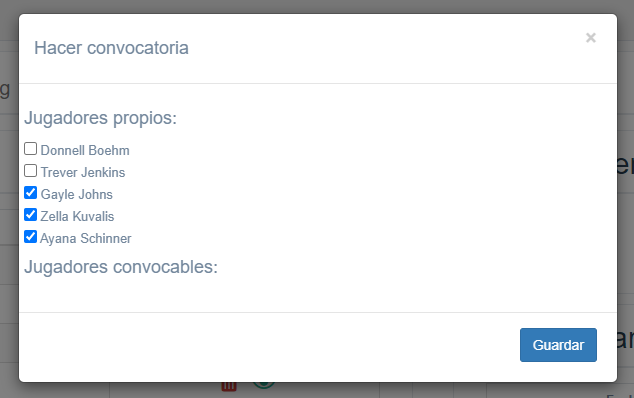 Hacer convocatoria
×
Jugadores propios:
Donnell Boehm
Trever Jenkins
Gayle Johns
Zella Kuvalis
Ayana Schinner
Jugadores convocables:
Guardar